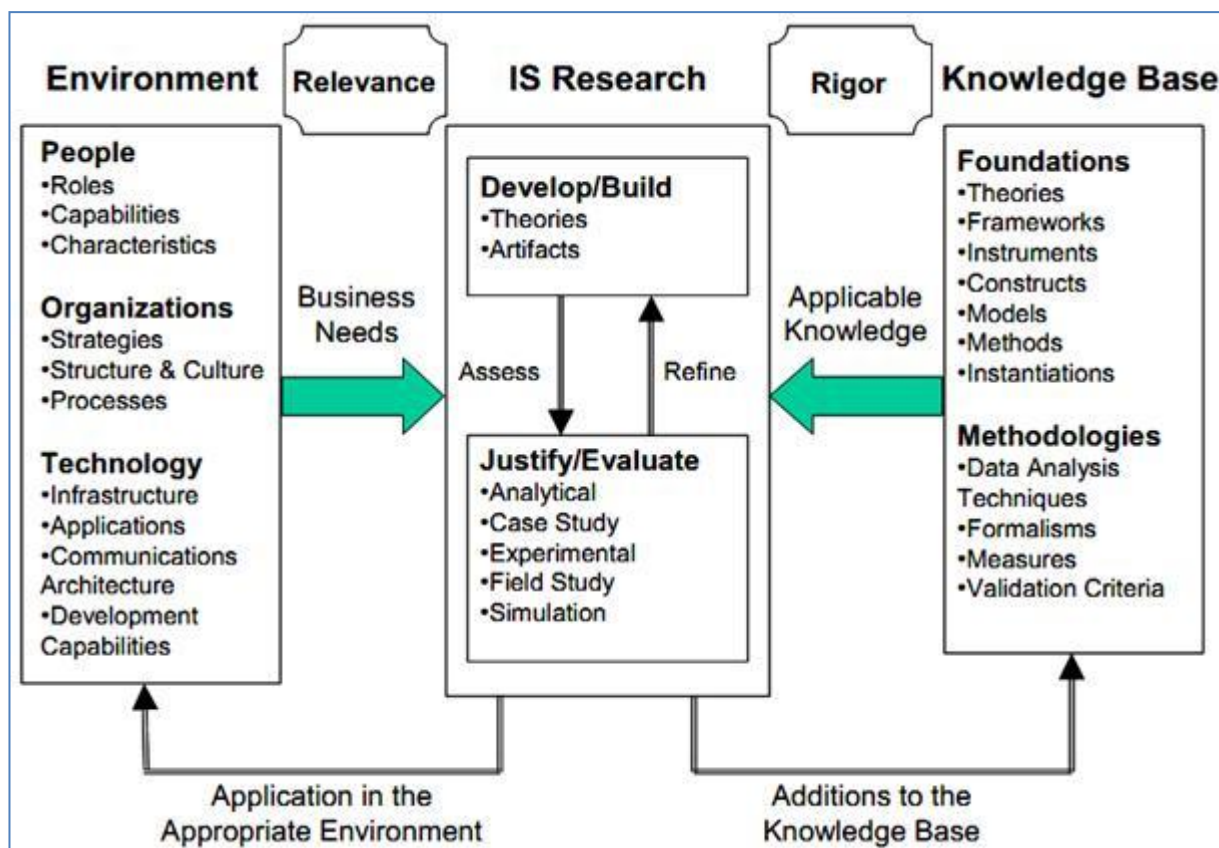 Environment
Relevance
IS Research
Rigor
Knowledge Base
People
•Roles
•Capabilities
•Characteristics
Organizations
•Strategies
•Structure & Culture
•Processes
Technology
•Infrastructure
•Applications
•Communications
Architecture
•Development
Capabilities
Business
Needs
Develop/Build
•Theories
•Artifacts
Assess
Refine
Justify/Evaluate
•Analytical
•Case Study
•Experimental
•Field Study
•Simulation
Applicable
Knowledge
Foundations
•Theories
•Frameworks
•Instruments
•Constructs
•Models
•Methods
•Instantiations
Methodologies
•Data Analysis
Techniques
•Formalisms
•Measures
•Validation Criteria
Application in the
Appropriate Environment
Additions to the
Knowledge Base